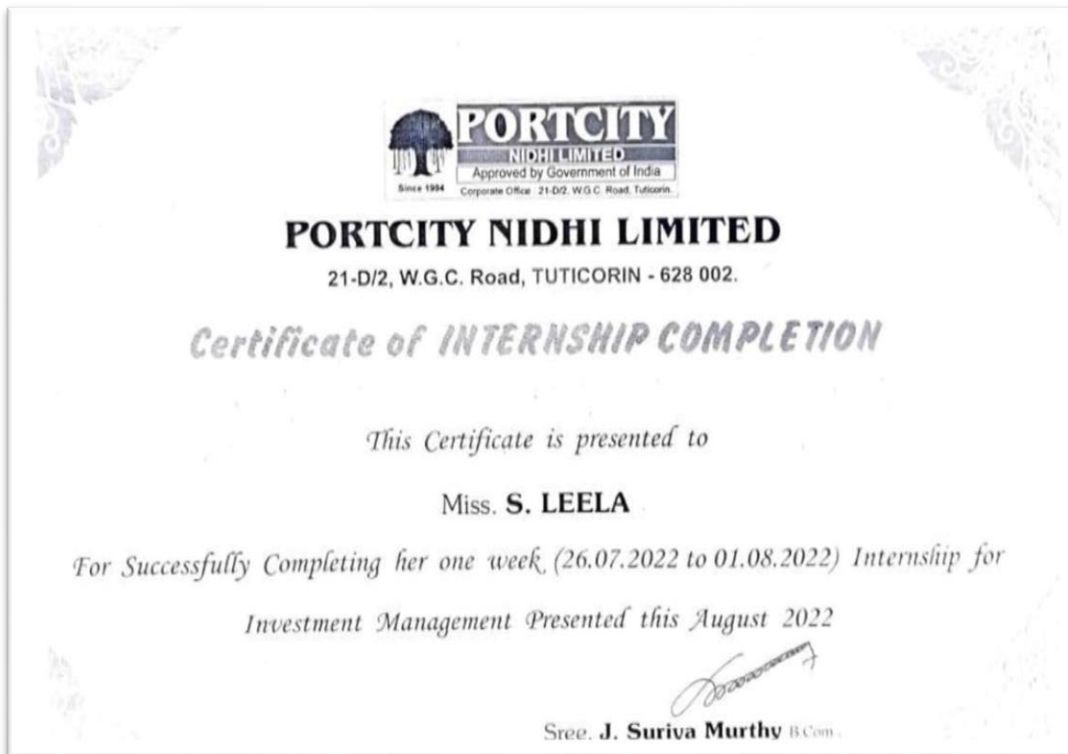 PORTCITY
NIDHI LIMITED
Approved by Government of India
Since 1994
Corporate Office : 21-D/2, W.G.C. Road, Tuticorin.
PORTCITY NIDHI LIMITED
21-D/2, W.G.C. Road, TUTICORIN - 628 002.
Certificate of INTERNSHIP COMPLETION
This Certificate is presented to
Miss. S. LEELA
For Successfully Completing her one week (26.07.2022 to 01.08.2022) Internship for
Investment Management Presented this August 2022
Sree. J. Suriya Murthy B.Com.